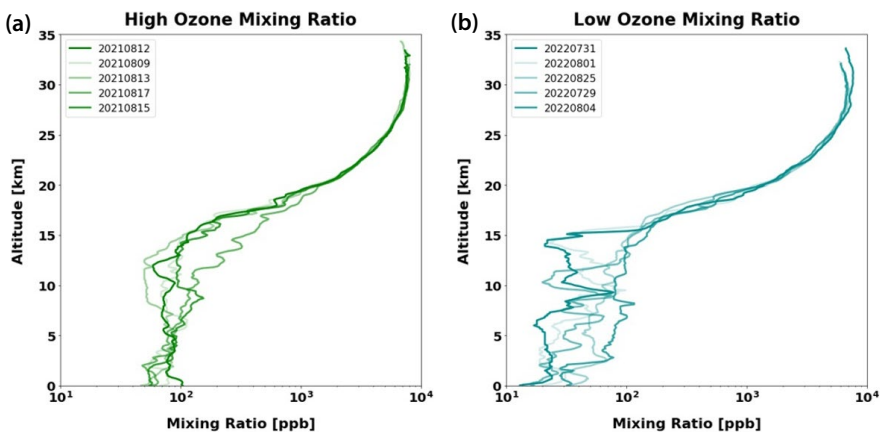 (a)
High Ozone Mixing Ratio
35
30
25
20
15
10
5
0
Altitude [km]
20210812
20210809
20210813
20210817
20210815
10¹ 10² 10³ 10⁴
Mixing Ratio [ppb]
(b)
Low Ozone Mixing Ratio
35
30
25
20
15
10
5
0
Altitude [km]
20220731
20220801
20220825
20220729
20220804
10¹ 10² 10³ 10⁴
Mixing Ratio [ppb]